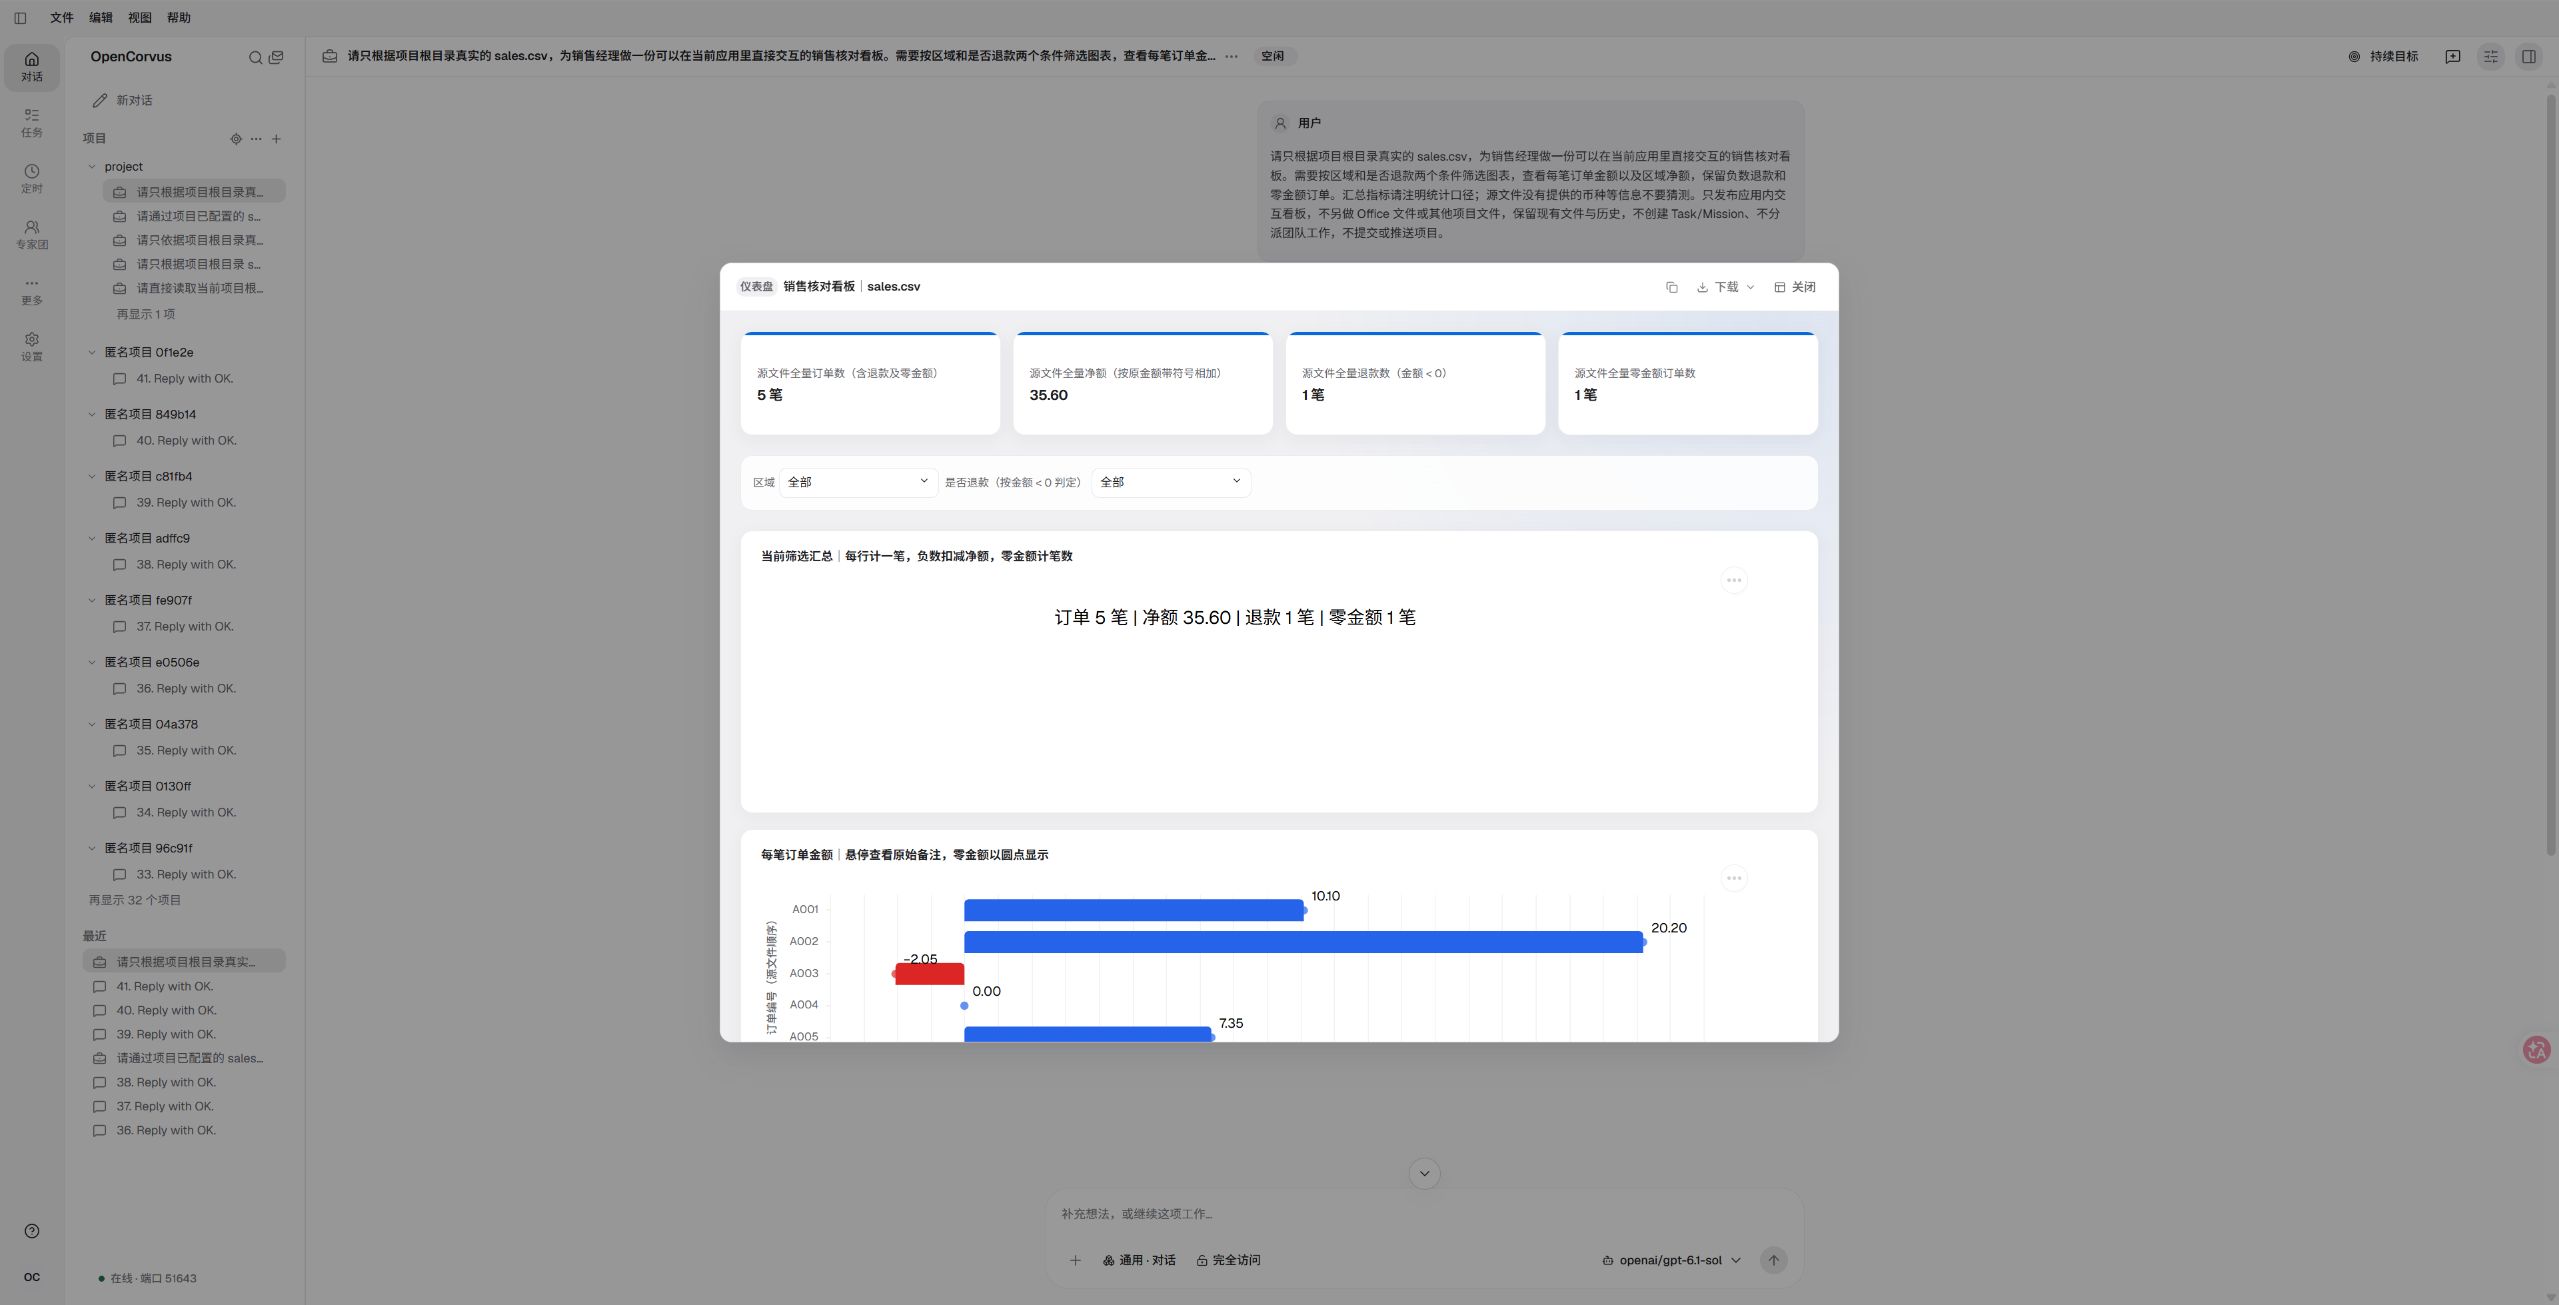 文件 编辑 视图 帮助
对话
任务
定时
专家团
更多
设置
OC
OpenCorvus
新对话
项目
project
请只根据项目根目录真...
请通过项目已配置的 s...
请只依据项目根目录真...
请只根据项目根目录 s...
请直接读取当前项目根...
再显示 1 项
匿名项目 0f1e2e
41. Reply with OK.
匿名项目 849b14
40. Reply with OK.
匿名项目 c81fb4
39. Reply with OK.
匿名项目 adffc9
38. Reply with OK.
匿名项目 fe907f
37. Reply with OK.
匿名项目 e0506e
36. Reply with OK.
匿名项目 04a378
35. Reply with OK.
匿名项目 0130ff
34. Reply with OK.
匿名项目 96c91f
33. Reply with OK.
再显示 32 个项目
最近
请只根据项目根目录真实...
41. Reply with OK.
40. Reply with OK.
39. Reply with OK.
请通过项目已配置的 sales...
38. Reply with OK.
37. Reply with OK.
36. Reply with OK.
在线 · 端口 51643
请只根据项目根目录真实的 sales.csv，为销售经理做一份可以在当前应用里直接交互的销售核对看板。需要按区域和是否退款两个条件筛选图表，查看每笔订单金... 空闲
持续目标
用户
请只根据项目根目录真实的 sales.csv，为销售经理做一份可以在当前应用里直接交互的销售核对看
板。需要按区域和是否退款两个条件筛选图表，查看每笔订单金额以及区域净额，保留负数退款和
零金额订单。汇总指标请注明统计口径；源文件没有提供的币种等信息不要猜测。只发布应用内交
互看板，不另做 Office 文件或其他项目文件，保留现有文件与历史，不创建 Task/Mission、不分
派团队工作，不提交或推送项目。
仪表盘 销售核对看板｜sales.csv
下载 关闭
源文件全量订单数（含退款及零金额）
5 笔
源文件全量净额（按原金额带符号相加）
35.60
源文件全量退款数（金额 < 0）
1 笔
源文件全量零金额订单数
1 笔
区域 全部 是否退款（按金额 < 0 判定） 全部
当前筛选汇总｜每行计一笔，负数扣减净额，零金额计笔数
订单 5 笔 | 净额 35.60 | 退款 1 笔 | 零金额 1 笔
每笔订单金额｜悬停查看原始备注，零金额以圆点显示
订单编号（源文件顺序）
A001 10.10
A002 20.20
A003 −2.05
A004 0.00
A005 7.35
补充想法，或继续这项工作...
通用 · 对话 完全访问 openai/gpt-6.1-sol